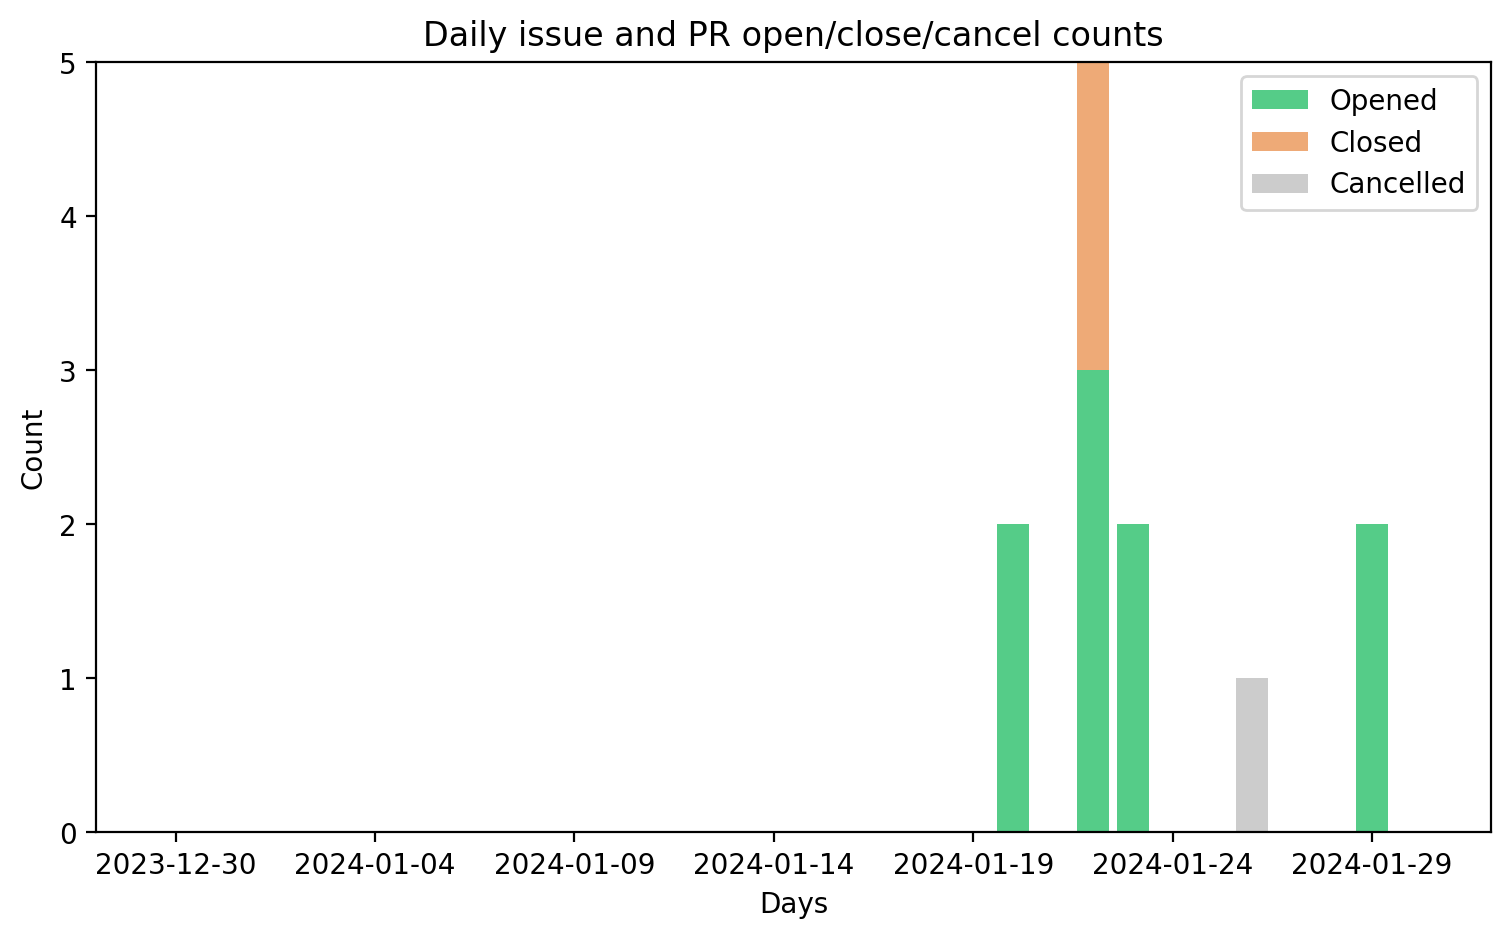 Daily issue and PR open/close/cancel counts
5
4
3
2
1
0
Count
Opened
Closed
Cancelled
2023-12-30 2024-01-04 2024-01-09 2024-01-14 2024-01-19 2024-01-24 2024-01-29
Days